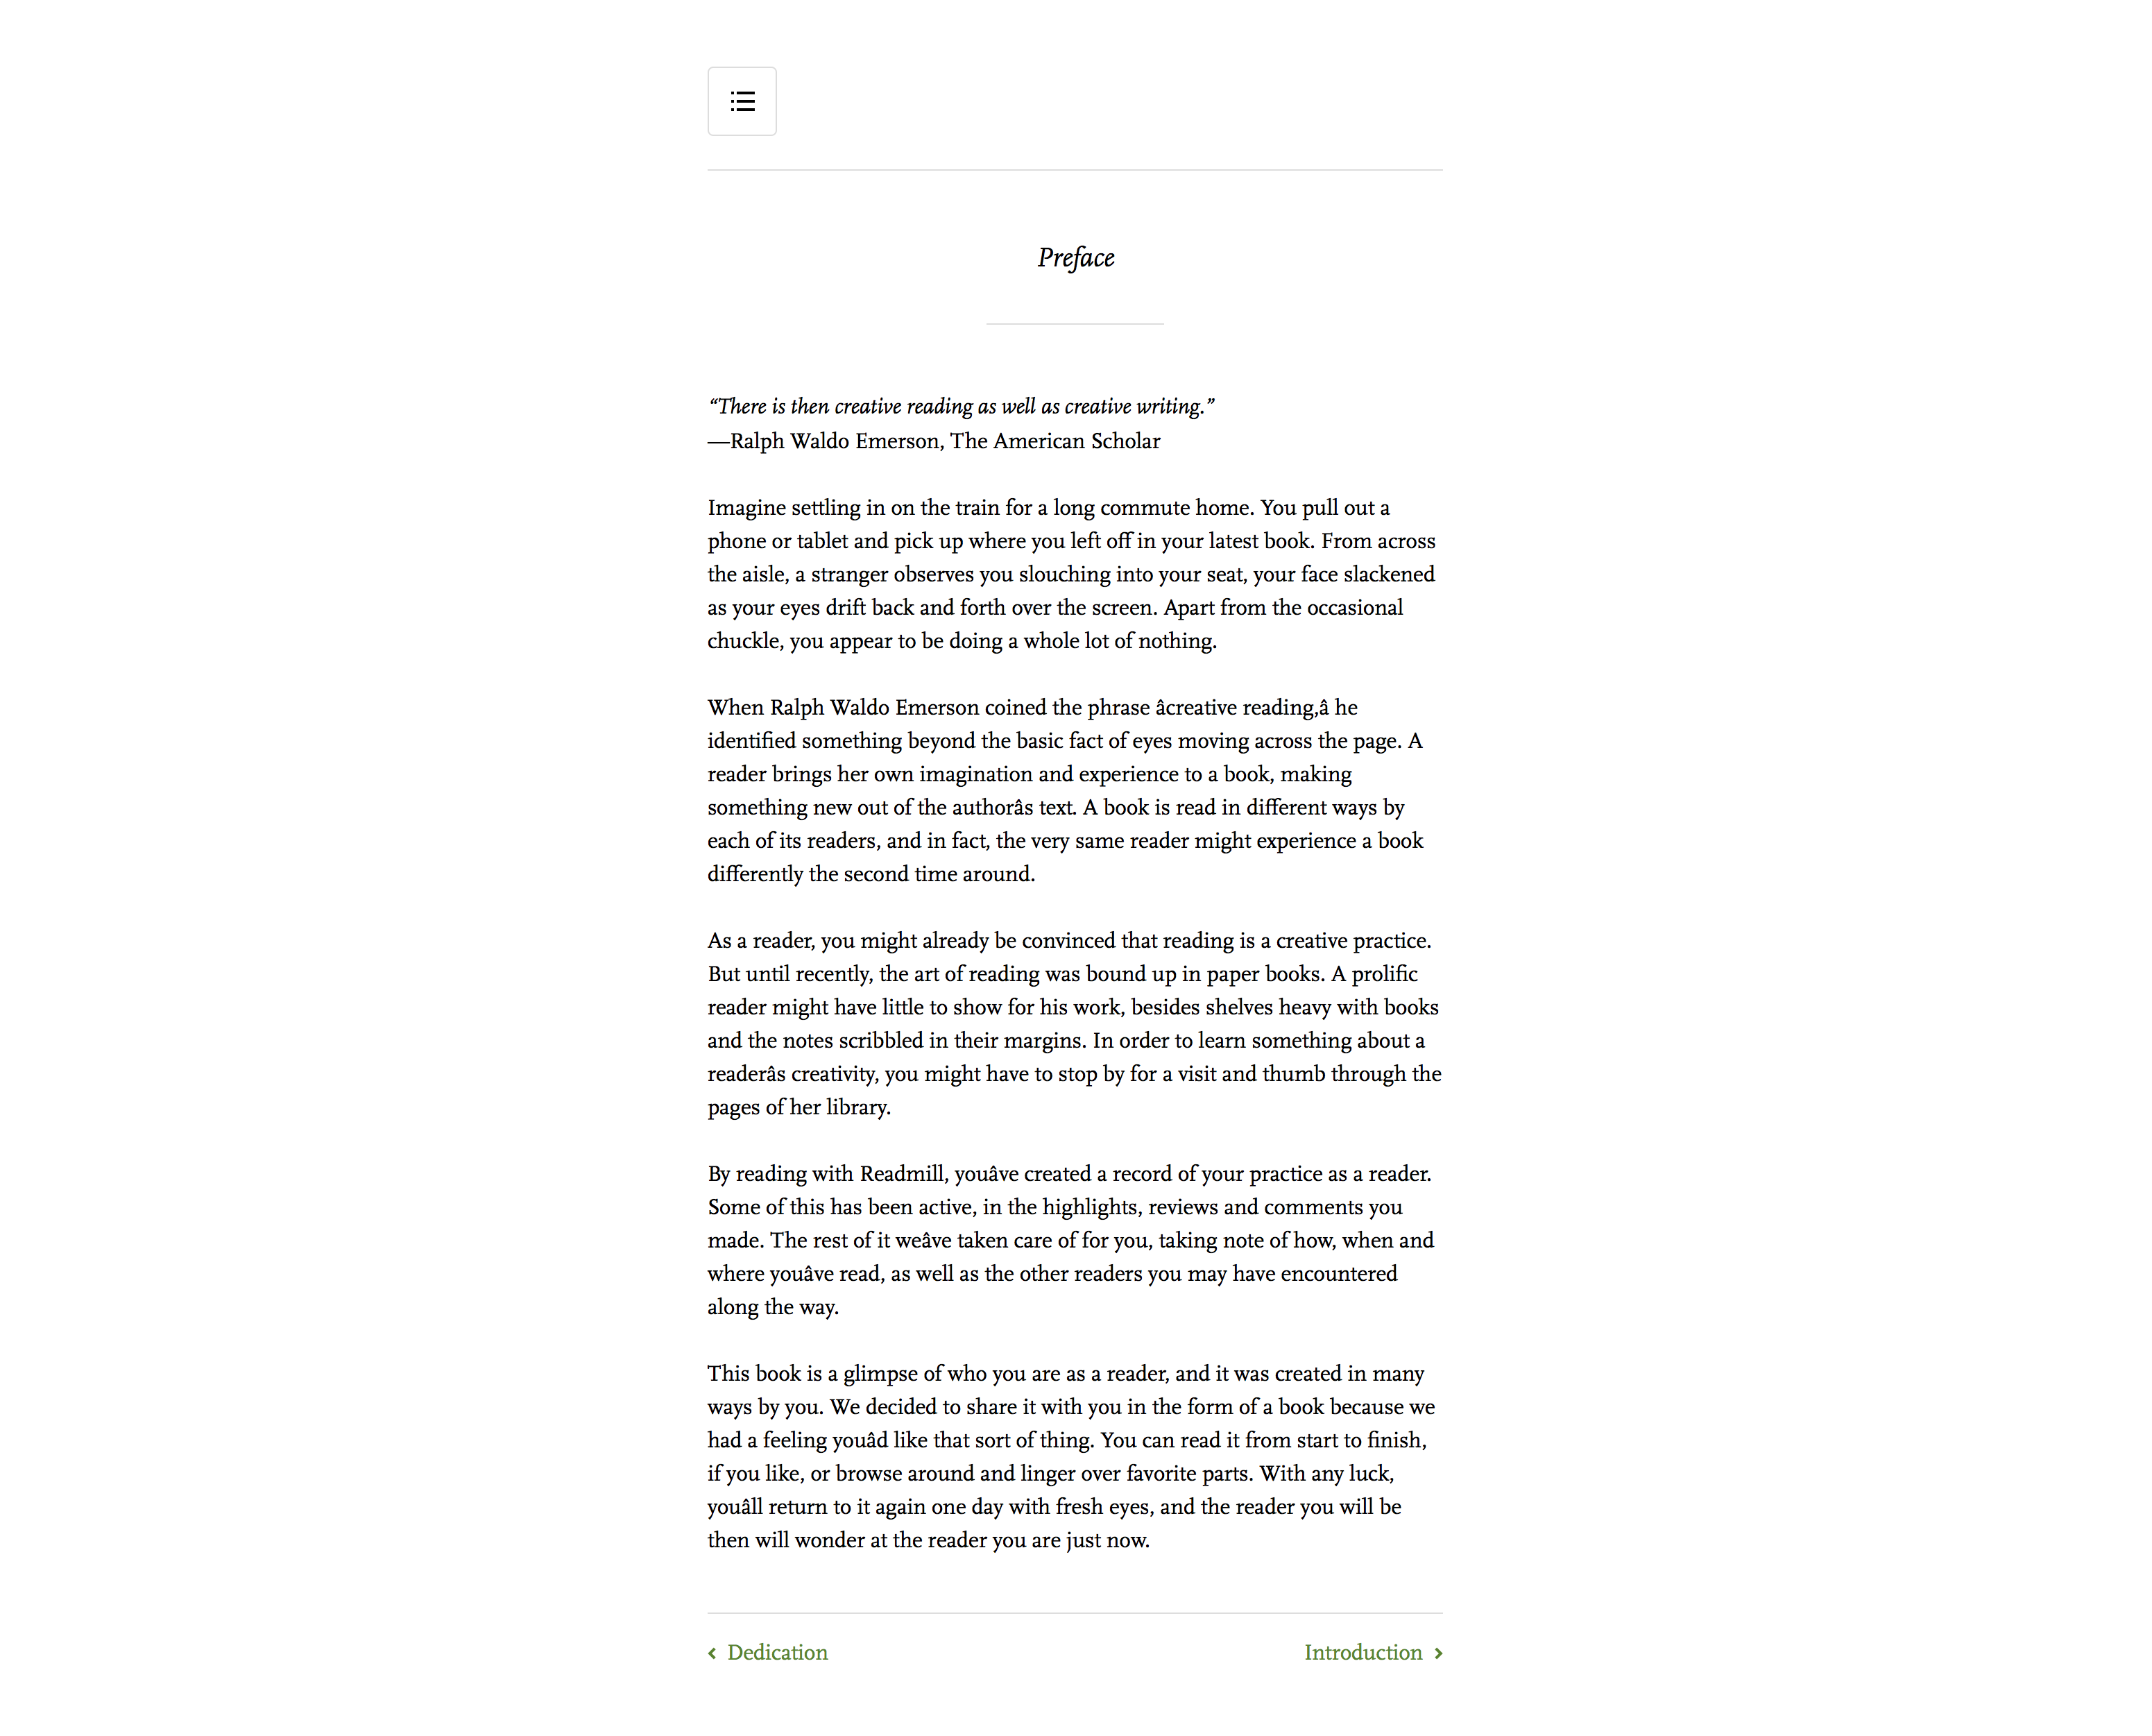 Preface
“There is then creative reading as well as creative writing.”
—Ralph Waldo Emerson, The American Scholar
Imagine settling in on the train for a long commute home. You pull out a
phone or tablet and pick up where you left off in your latest book. From across
the aisle, a stranger observes you slouching into your seat, your face slackened
as your eyes drift back and forth over the screen. Apart from the occasional
chuckle, you appear to be doing a whole lot of nothing.
When Ralph Waldo Emerson coined the phrase âcreative reading,â he
identified something beyond the basic fact of eyes moving across the page. A
reader brings her own imagination and experience to a book, making
something new out of the authorâs text. A book is read in different ways by
each of its readers, and in fact, the very same reader might experience a book
differently the second time around.
As a reader, you might already be convinced that reading is a creative practice.
But until recently, the art of reading was bound up in paper books. A prolific
reader might have little to show for his work, besides shelves heavy with books
and the notes scribbled in their margins. In order to learn something about a
readerâs creativity, you might have to stop by for a visit and thumb through the
pages of her library.
By reading with Readmill, youâve created a record of your practice as a reader.
Some of this has been active, in the highlights, reviews and comments you
made. The rest of it weâve taken care of for you, taking note of how, when and
where youâve read, as well as the other readers you may have encountered
along the way.
This book is a glimpse of who you are as a reader, and it was created in many
ways by you. We decided to share it with you in the form of a book because we
had a feeling youâd like that sort of thing. You can read it from start to finish,
if you like, or browse around and linger over favorite parts. With any luck,
youâll return to it again one day with fresh eyes, and the reader you will be
then will wonder at the reader you are just now.
Dedication
Introduction